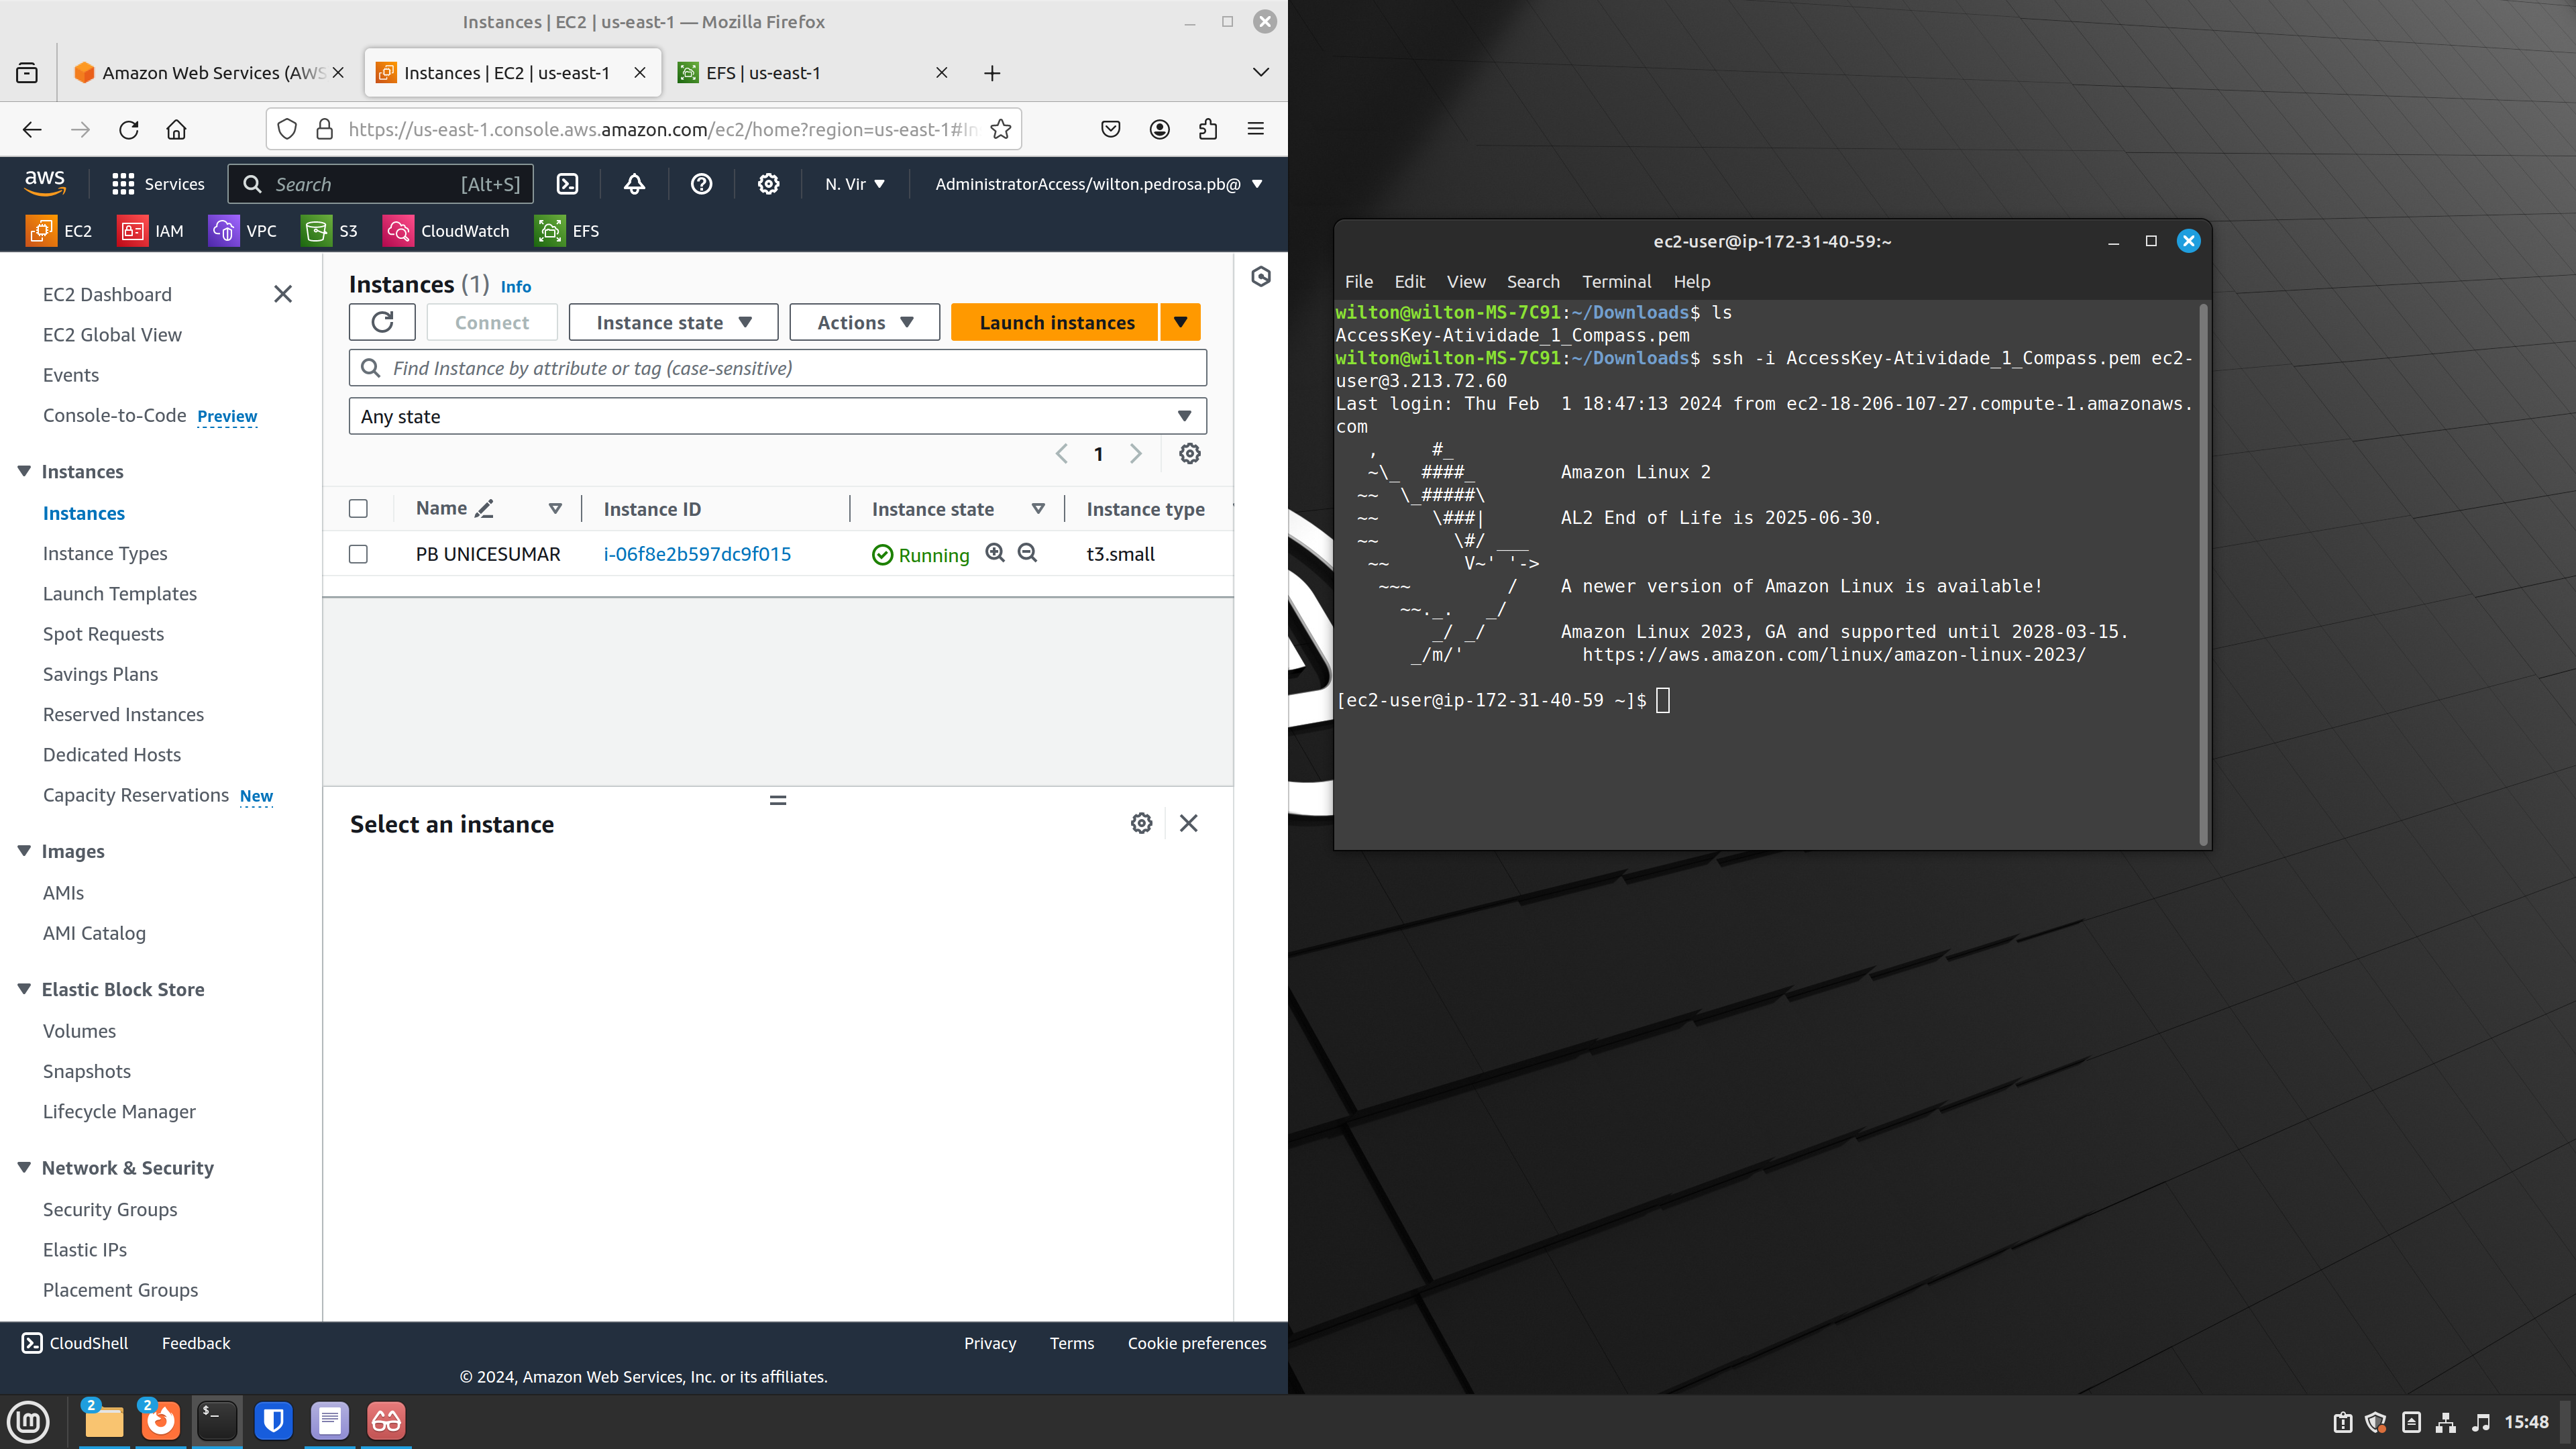 Instances | EC2 | us-east-1 — Mozilla Firefox
Amazon Web Services (AWS
Instances | EC2 | us-east-1
EFS | us-east-1
https://us-east-1.console.aws.amazon.com/ec2/home?region=us-east-1#In
aws
Services
Search
[Alt+S]
N. Vir
AdministratorAccess/wilton.pedrosa.pb@
EC2
IAM
VPC
S3
CloudWatch
EFS
EC2 Dashboard
EC2 Global View
Events
Console-to-Code Preview
Instances
Instances
Instance Types
Launch Templates
Spot Requests
Savings Plans
Reserved Instances
Dedicated Hosts
Capacity Reservations New
Images
AMIs
AMI Catalog
Elastic Block Store
Volumes
Snapshots
Lifecycle Manager
Network & Security
Security Groups
Elastic IPs
Placement Groups
Instances (1) Info
Connect
Instance state
Actions
Launch instances
Find Instance by attribute or tag (case-sensitive)
Any state
1
Name
Instance ID
Instance state
Instance type
PB UNICESUMAR
i-06f8e2b597dc9f015
Running
t3.small
Select an instance
CloudShell
Feedback
Privacy
Terms
Cookie preferences
© 2024, Amazon Web Services, Inc. or its affiliates.
ec2-user@ip-172-31-40-59:~
File Edit View Search Terminal Help
wilton@wilton-MS-7C91:~/Downloads$ ls
AccessKey-Atividade_1_Compass.pem
wilton@wilton-MS-7C91:~/Downloads$ ssh -i AccessKey-Atividade_1_Compass.pem ec2-
user@3.213.72.60
Last login: Thu Feb  1 18:47:13 2024 from ec2-18-206-107-27.compute-1.amazonaws.
com
   ,     #_
   ~\_  ####_        Amazon Linux 2
  ~~  \_#####\
  ~~     \###|       AL2 End of Life is 2025-06-30.
  ~~       \#/ ___
   ~~       V~' '->
    ~~~         /    A newer version of Amazon Linux is available!
      ~~._.   _/
         _/ _/       Amazon Linux 2023, GA and supported until 2028-03-15.
       _/m/'           https://aws.amazon.com/linux/amazon-linux-2023/
[ec2-user@ip-172-31-40-59 ~]$
2
2
$_
15:48